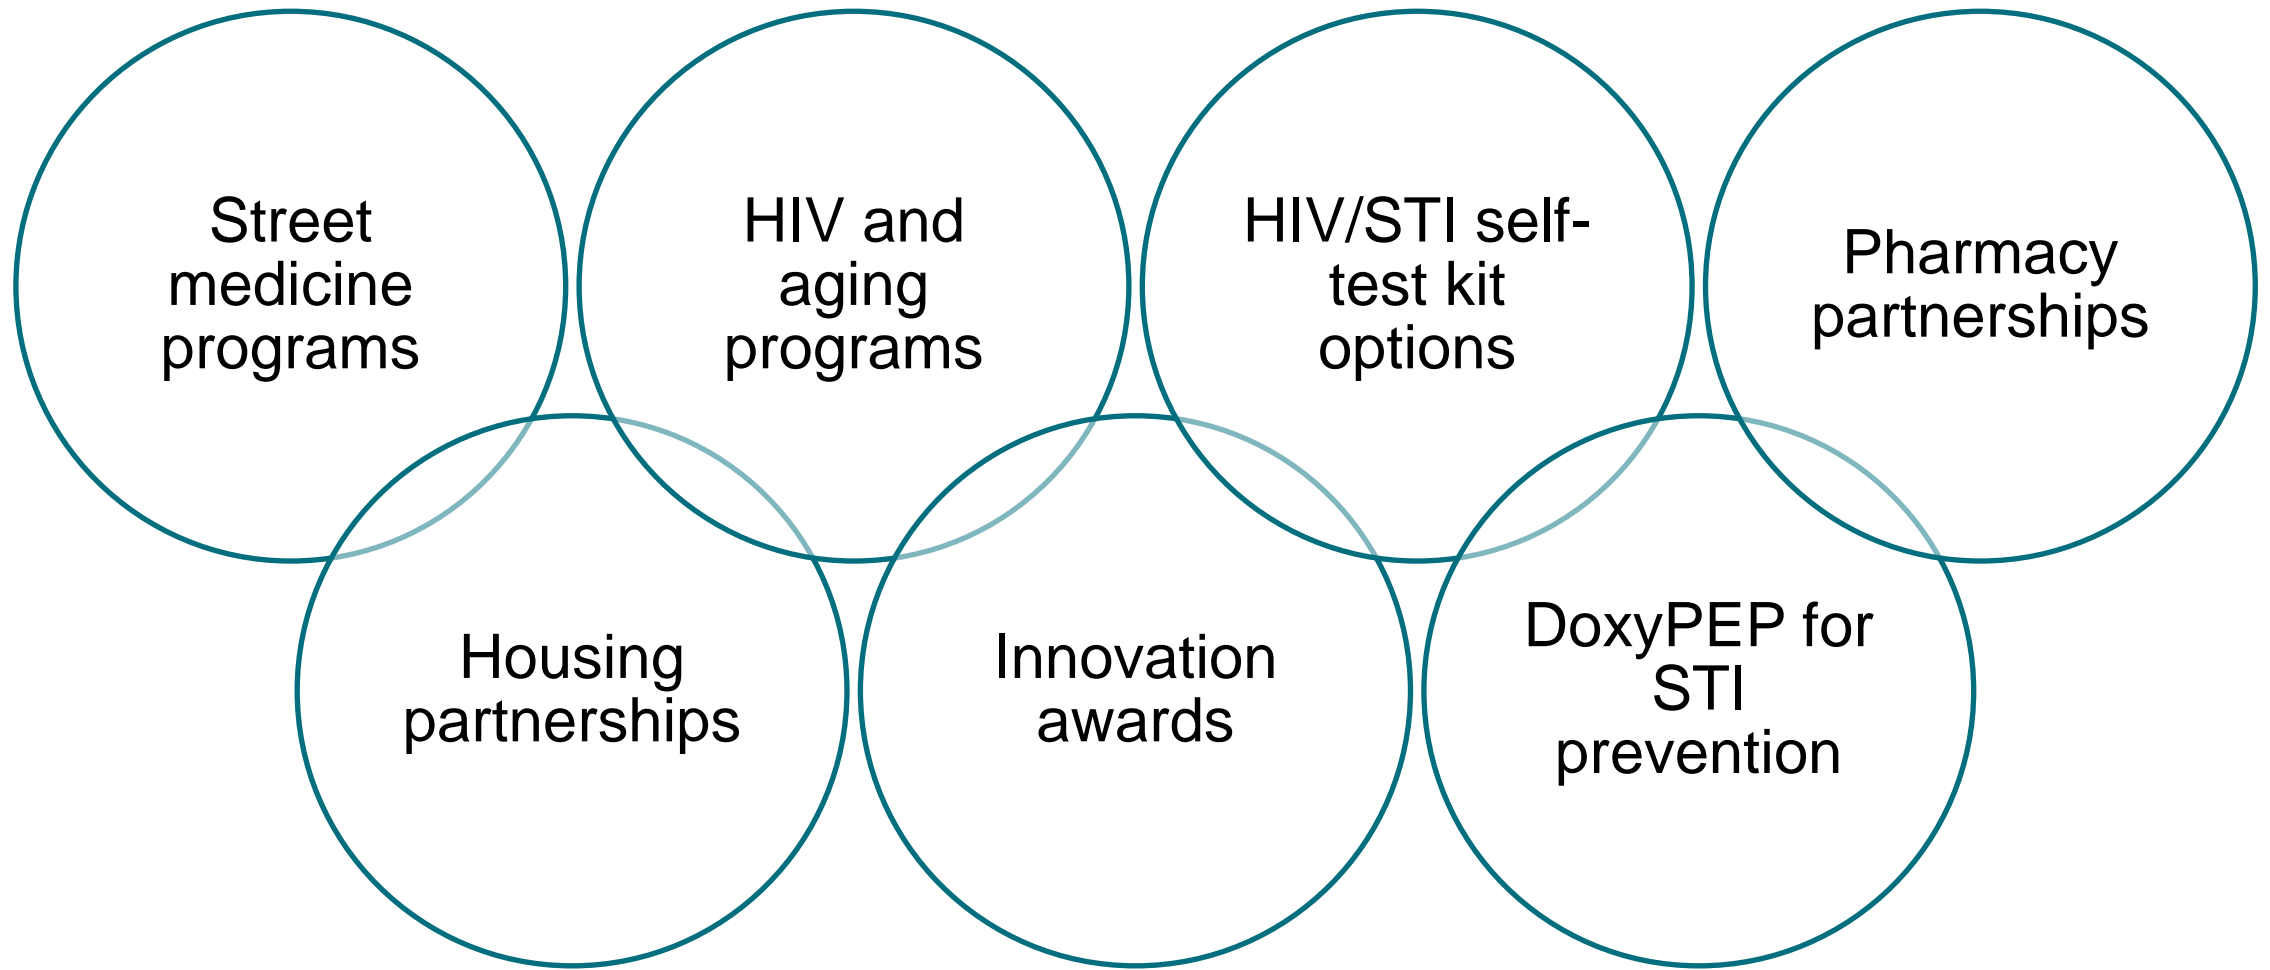 Street
medicine
programs
HIV and
aging
programs
HIV/STI self-
test kit
options
Pharmacy
partnerships
Housing
partnerships
Innovation
awards
DoxyPEP for
STI
prevention